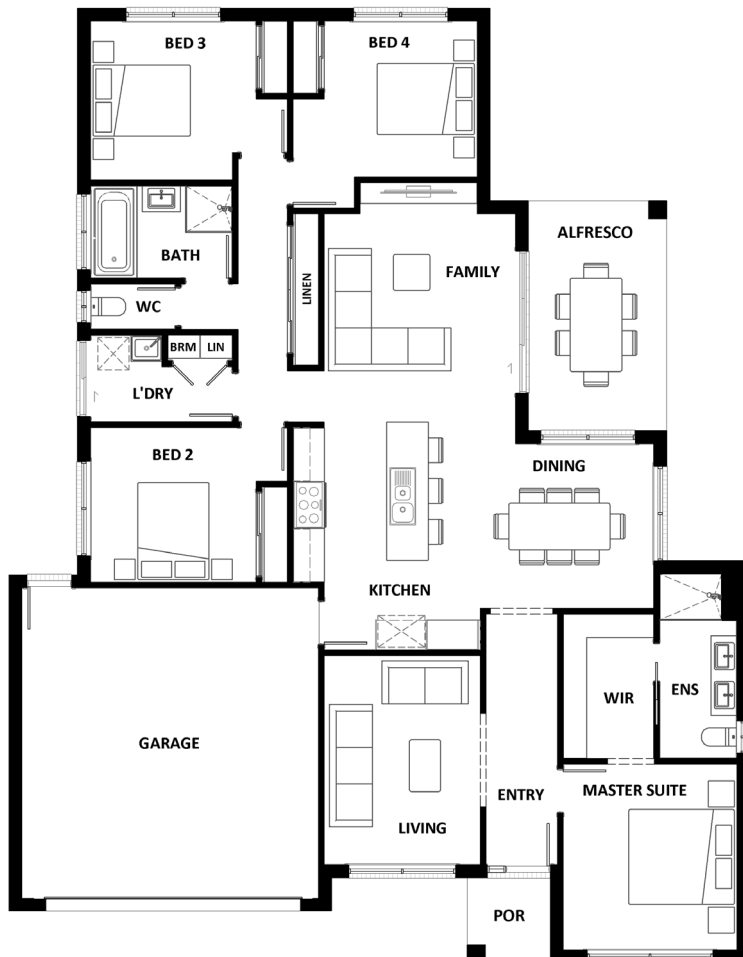 BED 3
BED 4
ALFRESCO
BATH
FAMILY
LINEN
WC
BRM
LIN
L'DRY
BED 2
DINING
KITCHEN
WIR
ENS
GARAGE
MASTER SUITE
ENTRY
LIVING
POR